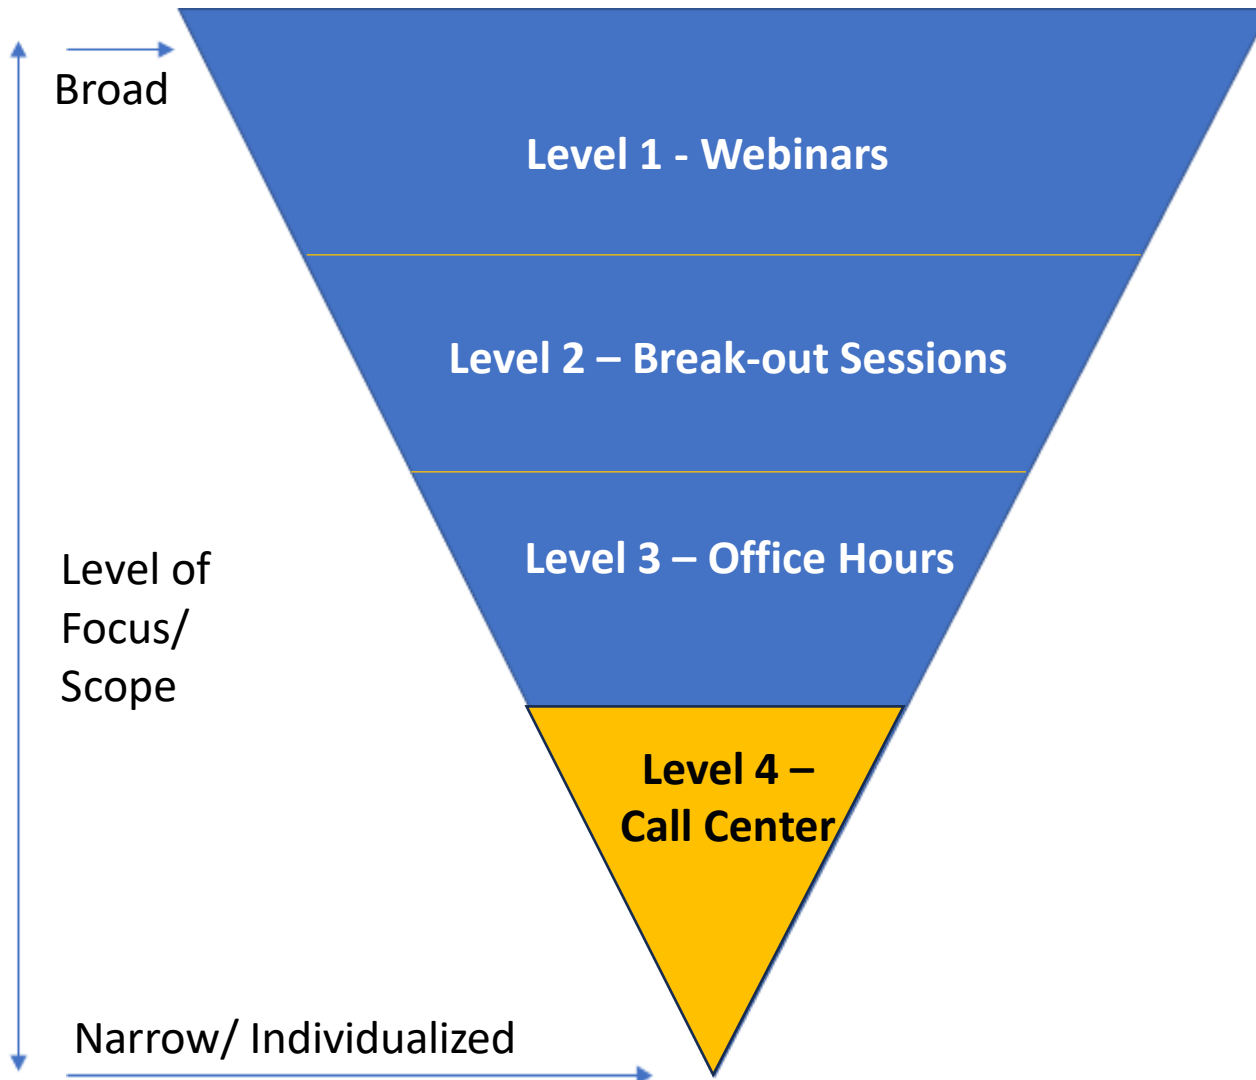 Broad
Level 1 - Webinars
Level 2 – Break-out Sessions
Level of
Focus/
Scope
Level 3 – Office Hours
Level 4 –
Call Center
Narrow/ Individualized